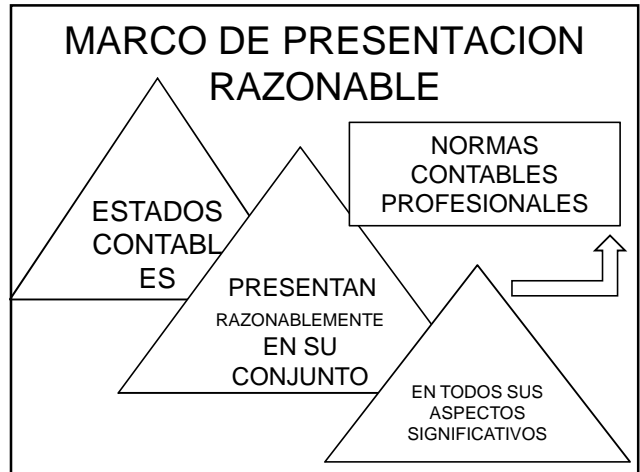 MARCO DE PRESENTACION
RAZONABLE
ESTADOS
CONTABL
ES
PRESENTAN
RAZONABLEMENTE
EN SU
CONJUNTO
EN TODOS SUS
ASPECTOS
SIGNIFICATIVOS
NORMAS
CONTABLES
PROFESIONALES